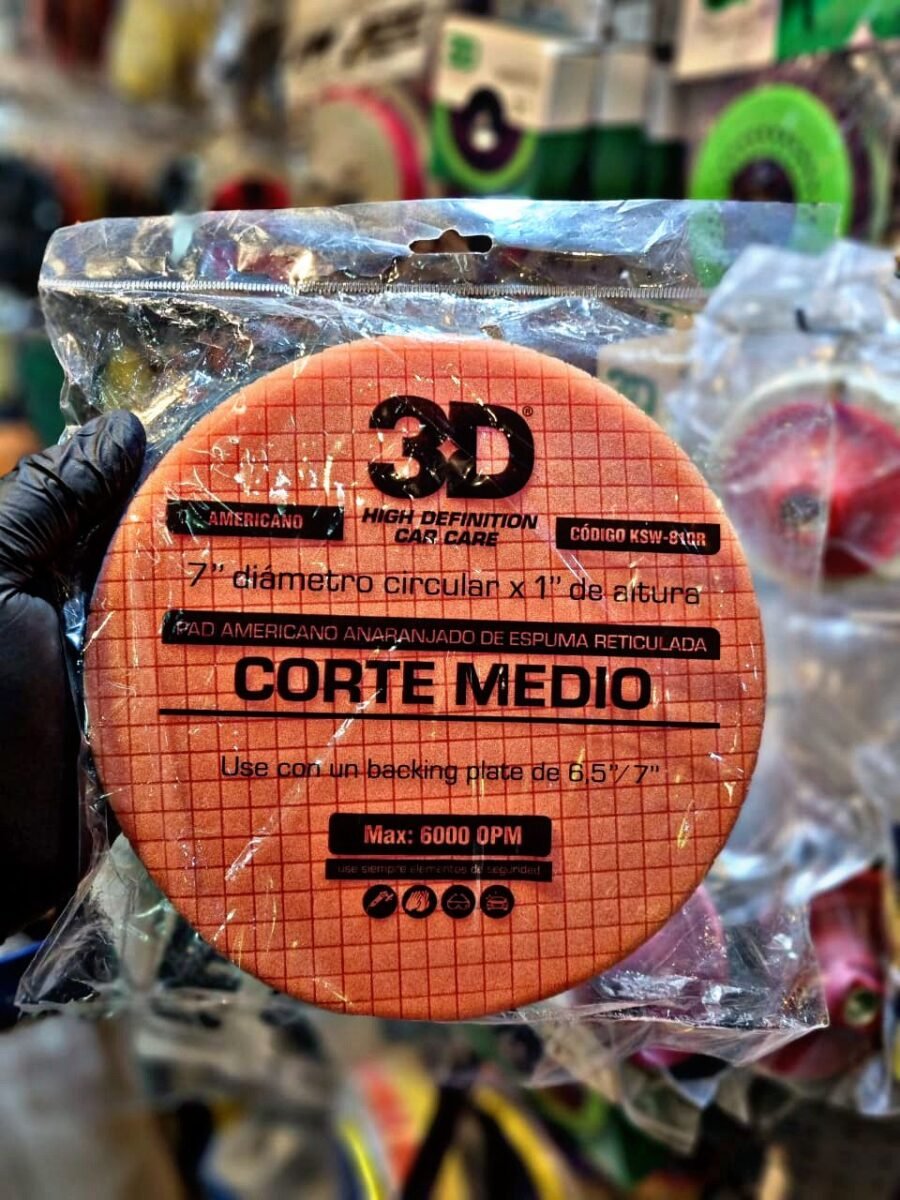 3D®
HIGH DEFINITION
CAR CARE
AMERICANO
CÓDIGO KSW-810R
7" diámetro circular x 1" de altura
PAD AMERICANO ANARANJADO DE ESPUMA RETICULADA
CORTE MEDIO
Use con un backing plate de 6,5"/7"
Max: 6000 OPM
use siempre elementos de seguridad